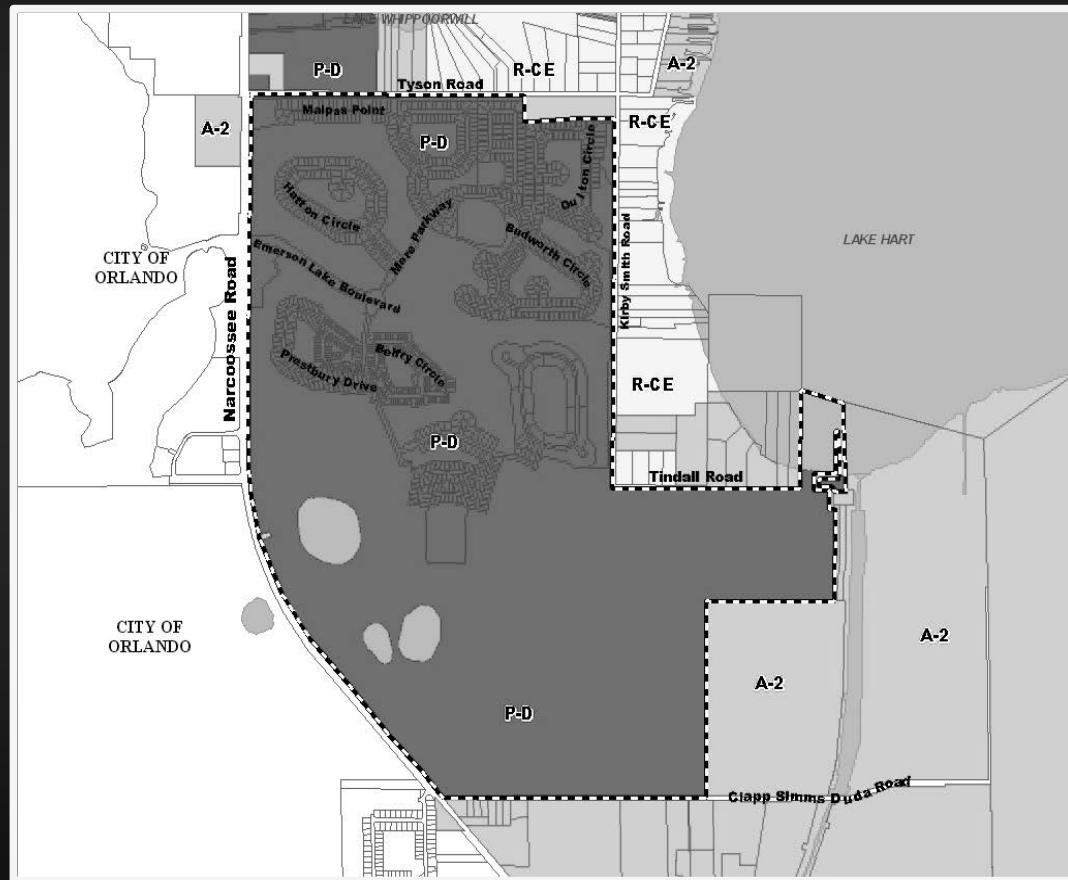 LAKE WHIPPOORWILL
P-D
R-CE
A-2
Tyson Road
Malpas Point
A-2
P-D
R-CE
Oulton Circle
Hatton Circle
Mere Parkway
Budworth Circle
Kirby Smith Road
LAKE HART
CITY OF
ORLANDO
Narcoossee Road
Emerson Lake Boulevard
Prestbury Drive
Belfry Circle
R-CE
P-D
Tindall Road
CITY OF
ORLANDO
A-2
A-2
P-D
Clapp Simms Duda Road